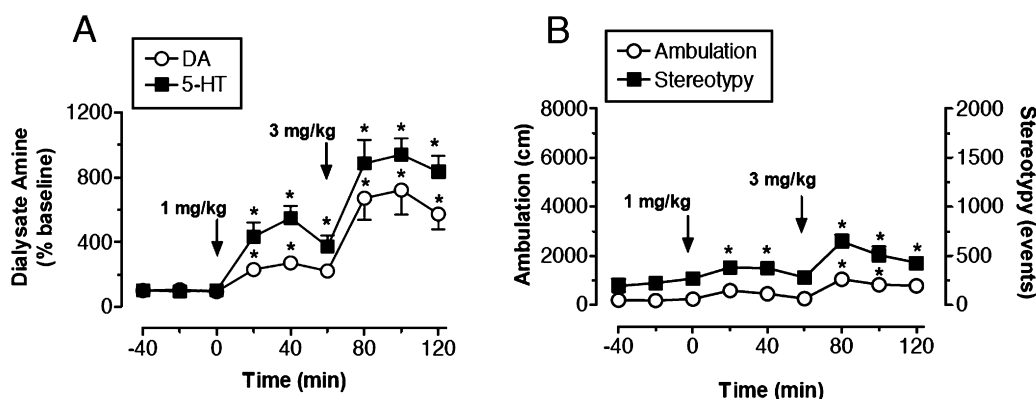 A
DA
5-HT
Dialysate Amine
(% baseline)
1200
800
400
0
1 mg/kg
3 mg/kg
* * * * * *
* * * * *
-40 0 40 80 120
Time (min)
B
Ambulation
Stereotypy
Ambulation (cm)
8000
6000
4000
2000
0
1 mg/kg
3 mg/kg
* * * * *
* *
2000
1500
1000
500
0
Stereotypy
(events)
-40 0 40 80 120
Time (min)